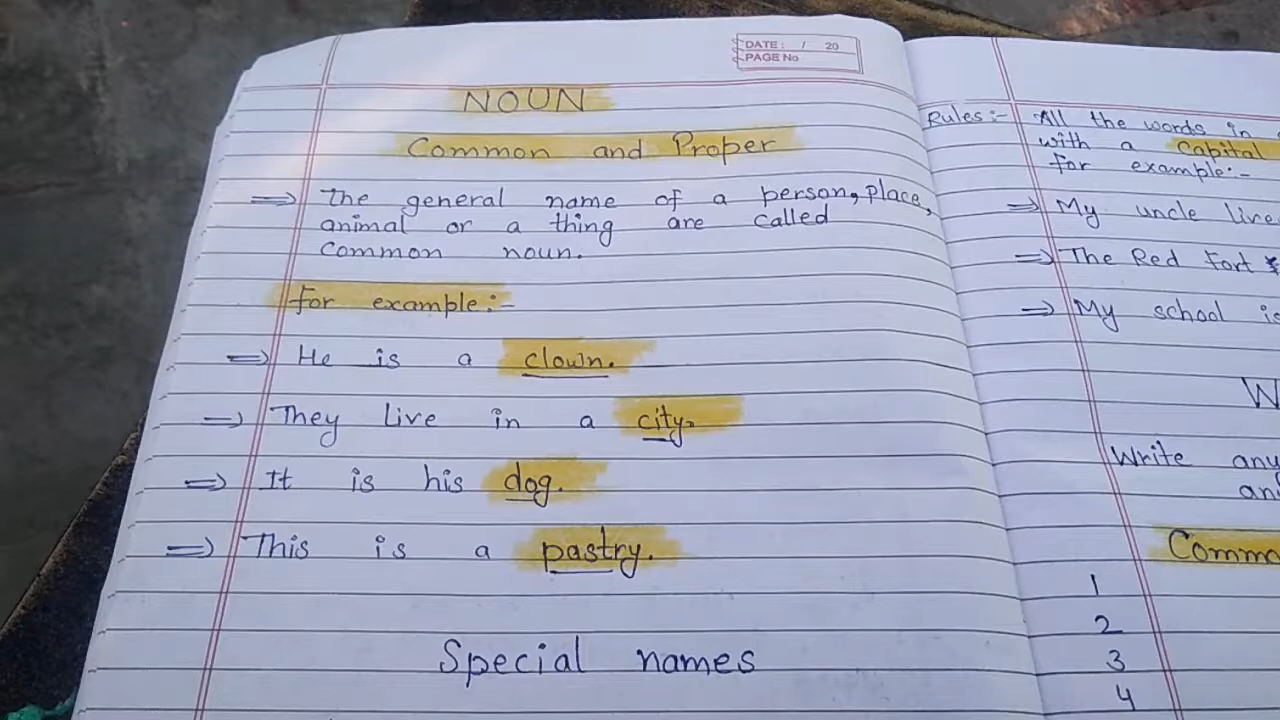 DATE: / 20
PAGE No
NOUN
Common and Proper
⇒ The general name of a person, place,
animal or a thing are called
common noun.
for example:-
⇒ He is a clown.
⇒ They live in a city.
⇒ It is his dog.
⇒ This is a pastry.
Special names
Rules:- All the words in
with a Capital
for example:-
⇒ My uncle live
⇒ The Red Fort
⇒ My school is
Write any
an
Commo
1
2
3
4